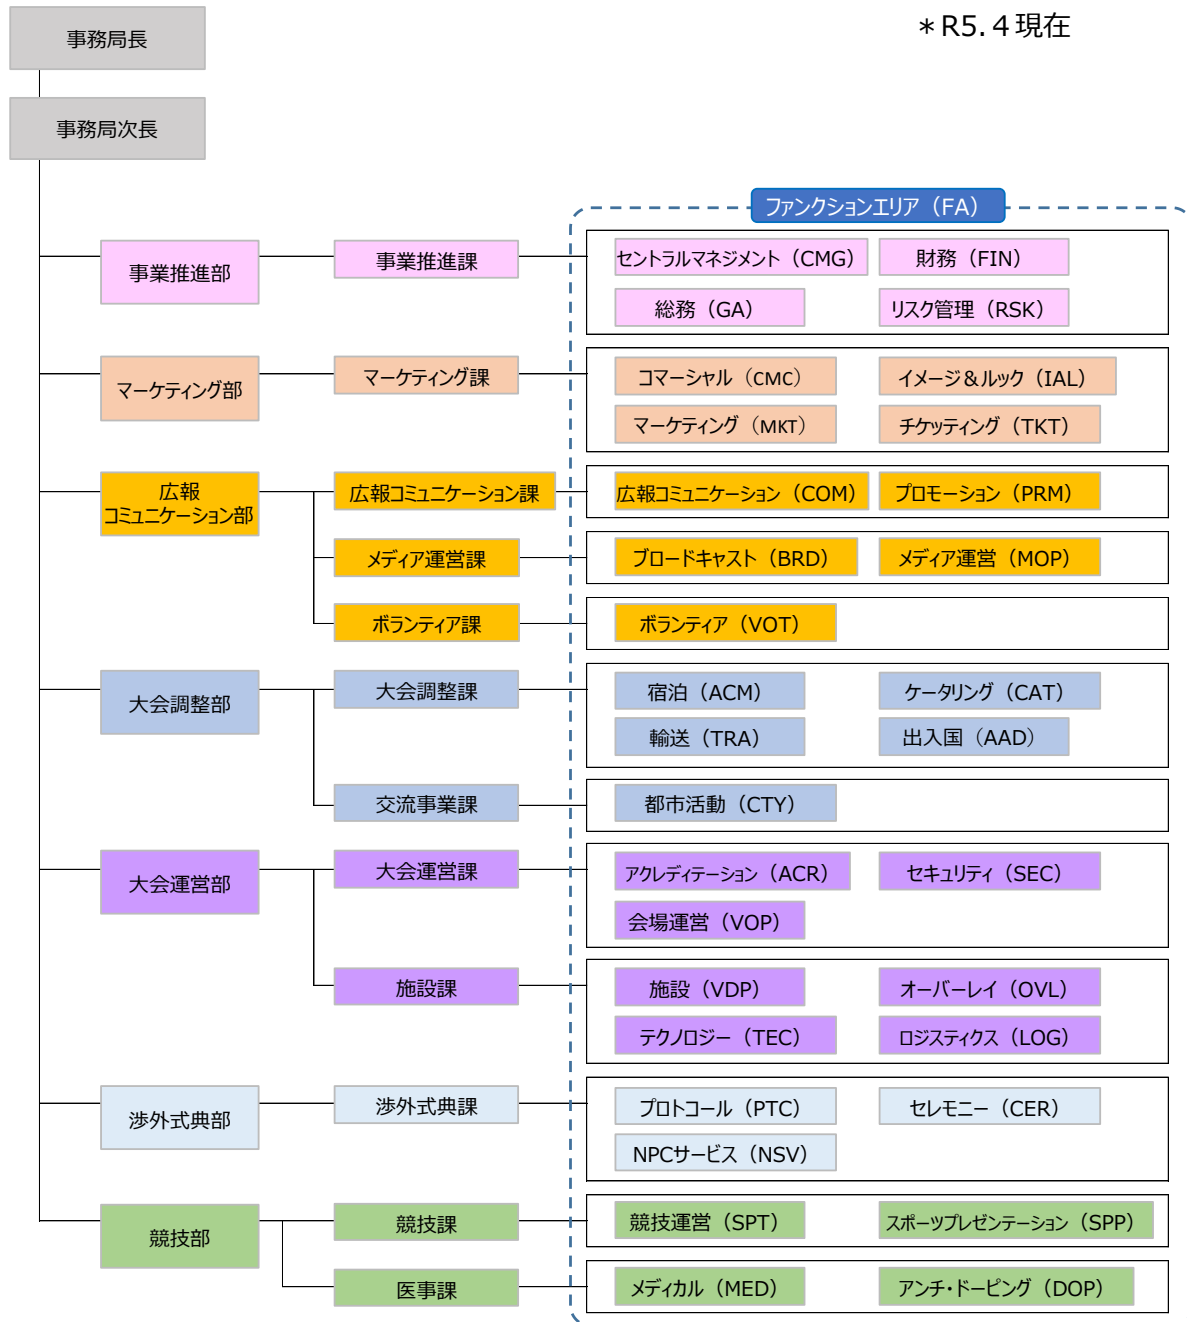 事務局長
＊R5.４現在
事務局次長
ファンクションエリア（FA）
事業推進部
事業推進課
セントラルマネジメント（CMG）
財務（FIN）
総務（GA）
リスク管理（RSK）
マーケティング部
マーケティング課
コマーシャル（CMC）
イメージ＆ルック（IAL）
マーケティング（MKT）
チケッティング（TKT）
広報
コミュニケーション部
広報コミュニケーション課
広報コミュニケーション（COM）
プロモーション（PRM）
メディア運営課
ブロードキャスト（BRD）
メディア運営（MOP）
ボランティア課
ボランティア（VOT）
大会調整部
大会調整課
宿泊（ACM）
ケータリング（CAT）
輸送（TRA）
出入国（AAD）
交流事業課
都市活動（CTY）
大会運営部
大会運営課
アクレディテーション（ACR）
セキュリティ（SEC）
会場運営（VOP）
施設課
施設（VDP）
オーバーレイ（OVL）
テクノロジー（TEC）
ロジスティクス（LOG）
渉外式典部
渉外式典課
プロトコール（PTC）
セレモニー（CER）
NPCサービス（NSV）
競技部
競技課
競技運営（SPT）
スポーツプレゼンテーション（SPP）
医事課
メディカル（MED）
アンチ・ドーピング（DOP）